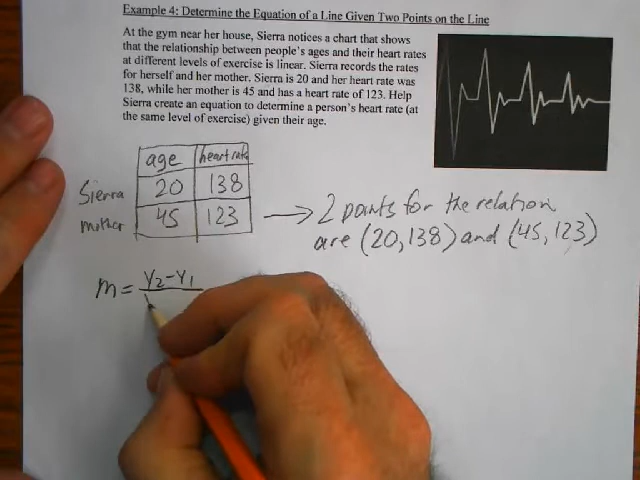 Example 4: Determine the Equation of a Line Given Two Points on the Line
At the gym near her house, Sierra notices a chart that shows
that the relationship between people's ages and their heart rates
at different levels of exercise is linear. Sierra records the rates
for herself and her mother. Sierra is 20 and her heart rate was
138, while her mother is 45 and has a heart rate of 123. Help
Sierra create an equation to determine a person's heart rate (at
the same level of exercise) given their age.
age heart rate
Sierra 20 138
mother 45 123 → 2 points for the relation
are (20,138) and (45,123)
m = y₂-y₁